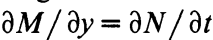 ∂M/∂y = ∂N/∂t